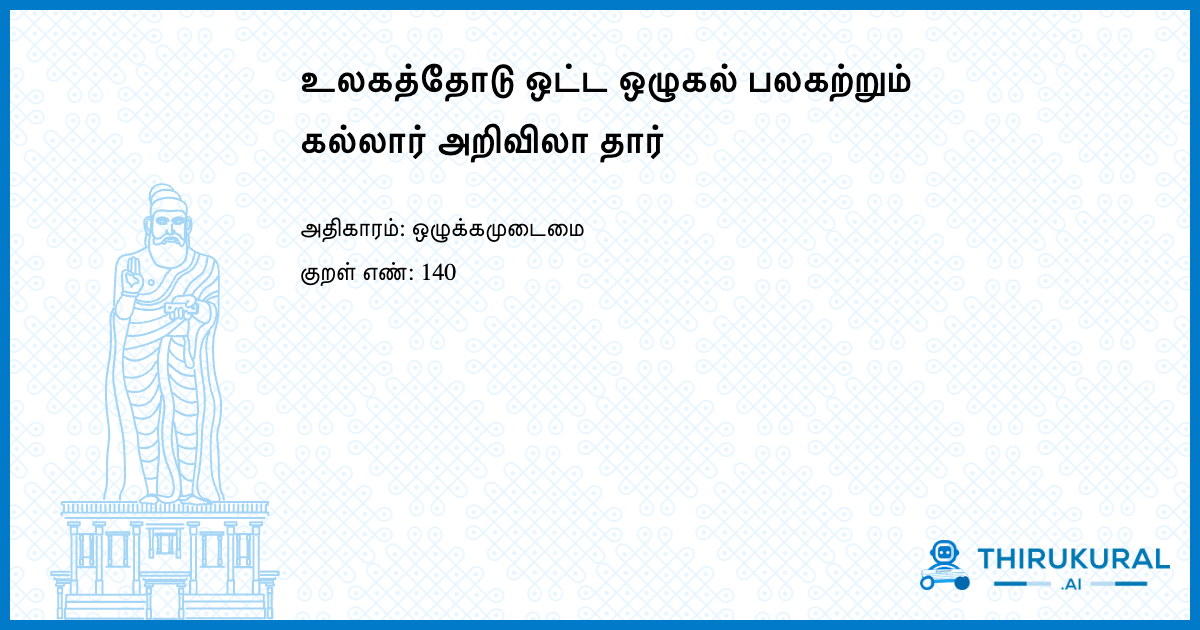 உலகத்தோடு ஒட்ட ஒழுகல் பலகற்றும்
கல்லார் அறிவிலா தார்
அதிகாரம்: ஒழுக்கமுடைமை
குறள் எண்: 140
THIRUKURAL
.AI